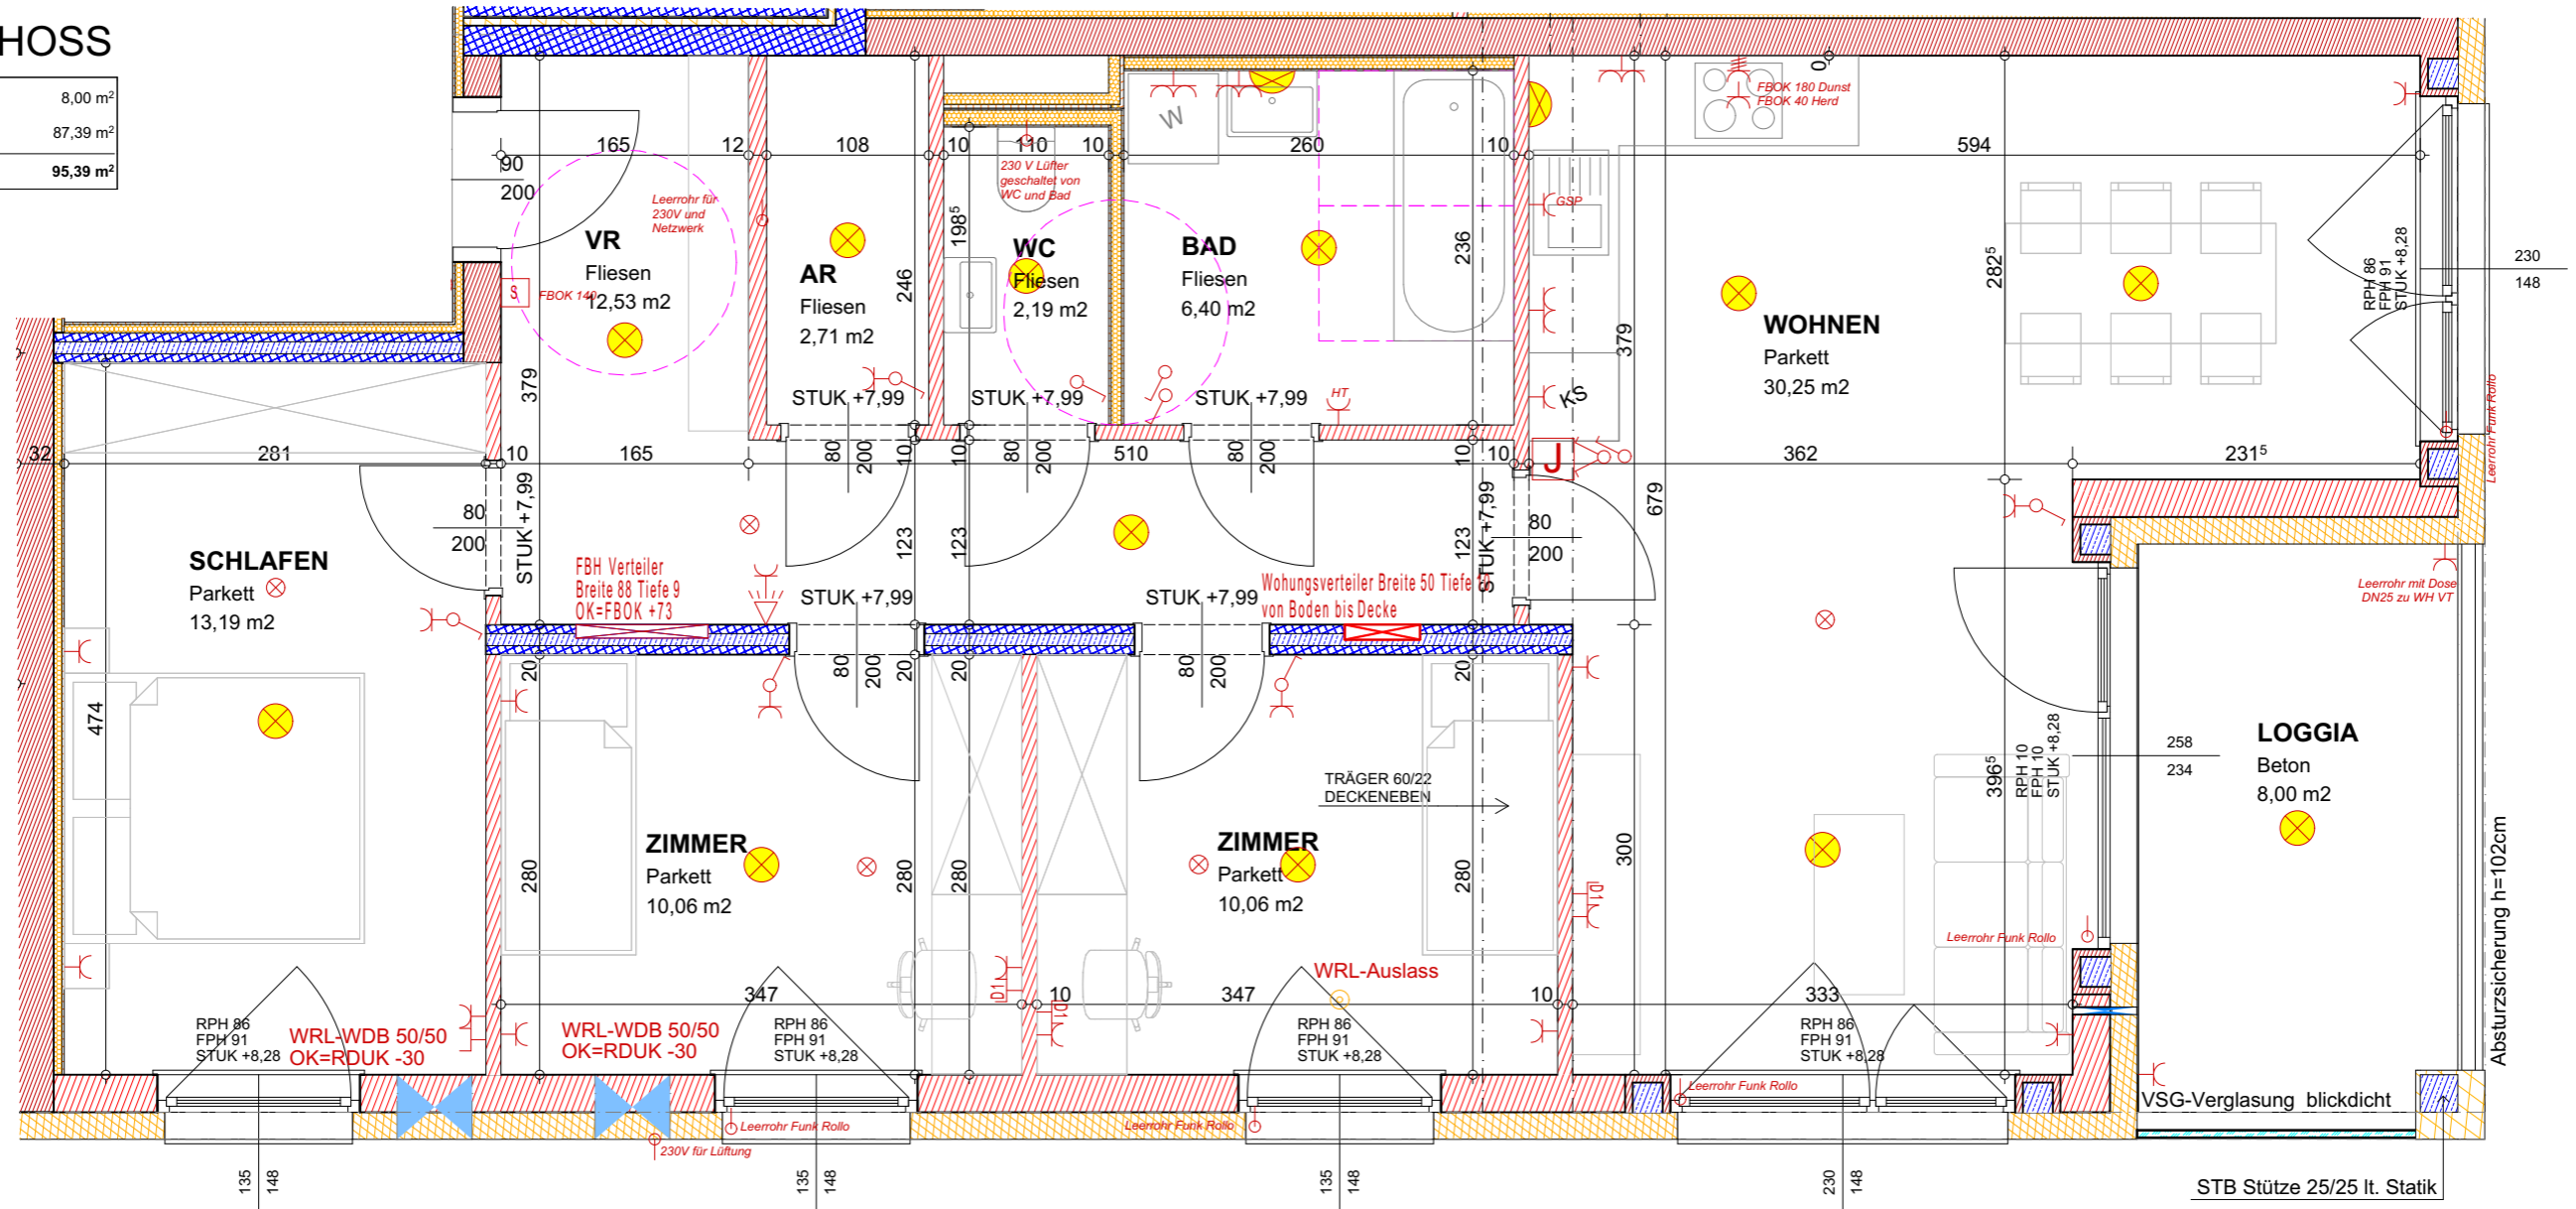 HOSS
8,00 m²
87,39 m²
95,39 m²
165
12
108
10
110
10
260
10
594
90
200
Leerrohr für
230V und
Netzwerk
230 V Lüfter
geschaltet von
WC und Bad
W
FBOK 180 Dunst
FBOK 40 Herd
0
GSP
VR
Fliesen
12,53 m2
S
FBOK 140
AR
Fliesen
2,71 m2
246
198⁵
WC
Fliesen
2,19 m2
BAD
Fliesen
6,40 m2
236
WOHNEN
Parkett
30,25 m2
282⁵
RPH 86
FPH 91
STUK +8,28
230
148
379
379
STUK +7,99
STUK +7,99
STUK +7,99
HT
KS
J
Leerrohr Funk Rollo
32
281
10
165
80
200
10
10
80
200
510
80
200
10
10
362
231⁵
80
200
STUK +7,99
123
123
123
STUK +7,99
80
200
679
SCHLAFEN
Parkett
13,19 m2
FBH Verteiler
Breite 88 Tiefe 9
OK=FBOK +73
STUK +7,99
STUK +7,99
Wohungsverteiler Breite 50 Tiefe
von Boden bis Decke
Leerrohr mit Dose
DN25 zu WH VT
474
20
80
200
20
20
80
200
20
TRÄGER 60/22
DECKENEBEN
396⁵
RPH 10
FPH 10
STUK +8,28
258
234
LOGGIA
Beton
8,00 m2
ZIMMER
Parkett
10,06 m2
280
280
280
ZIMMER
Parkett
10,06 m2
280
300
D1
Leerrohr Funk Rollo
Absturzsicherung h=102cm
WRL-Auslass
347
D1
10
D1
347
10
333
RPH 86
FPH 91
STUK +8,28
WRL-WDB 50/50
OK=RDUK -30
WRL-WDB 50/50
OK=RDUK -30
RPH 86
FPH 91
STUK +8,28
RPH 86
FPH 91
STUK +8,28
RPH 86
FPH 91
STUK +8,28
Leerrohr Funk Rollo
VSG-Verglasung blickdicht
Leerrohr Funk Rollo
Leerrohr Funk Rollo
230V für Lüftung
135
148
135
148
135
148
230
148
STB Stütze 25/25 lt. Statik